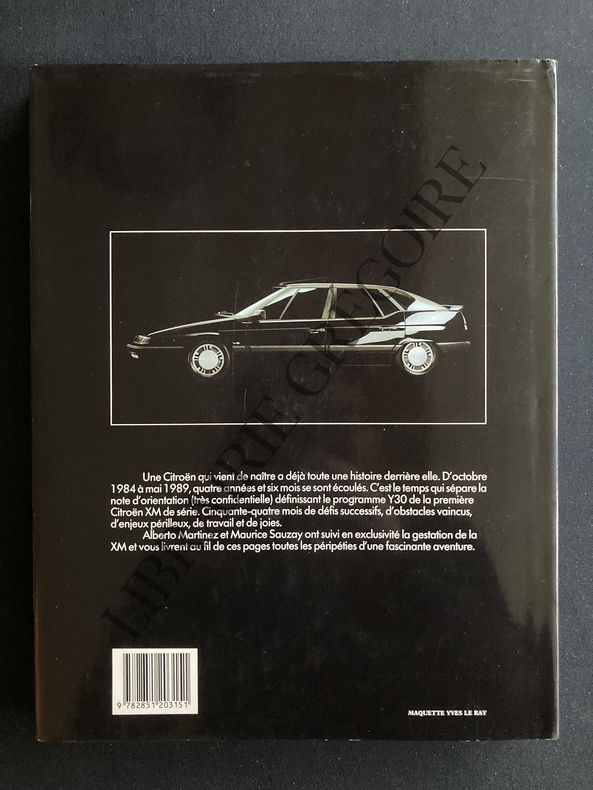 Une Citroën qui vient de naître a déjà toute une histoire derrière elle. D'octobre
1984 à mai 1989, quatre années et six mois se sont écoulés. C'est le temps qui sépare la
note d'orientation (très confidentielle) définissant le programme Y30 de la première
Citroën XM de série. Cinquante-quatre mois de défis successifs, d'obstacles vaincus,
d'enjeux périlleux, de travail et de joies.
Alberto Martinez et Maurice Sauzay ont suivi en exclusivité la gestation de la
XM et vous livrent au fil de ces pages toutes les péripéties d'une fascinante aventure.
LIBRAIRIE GREGOIRE
9 782851 203151
MAQUETTE YVES LE RAY